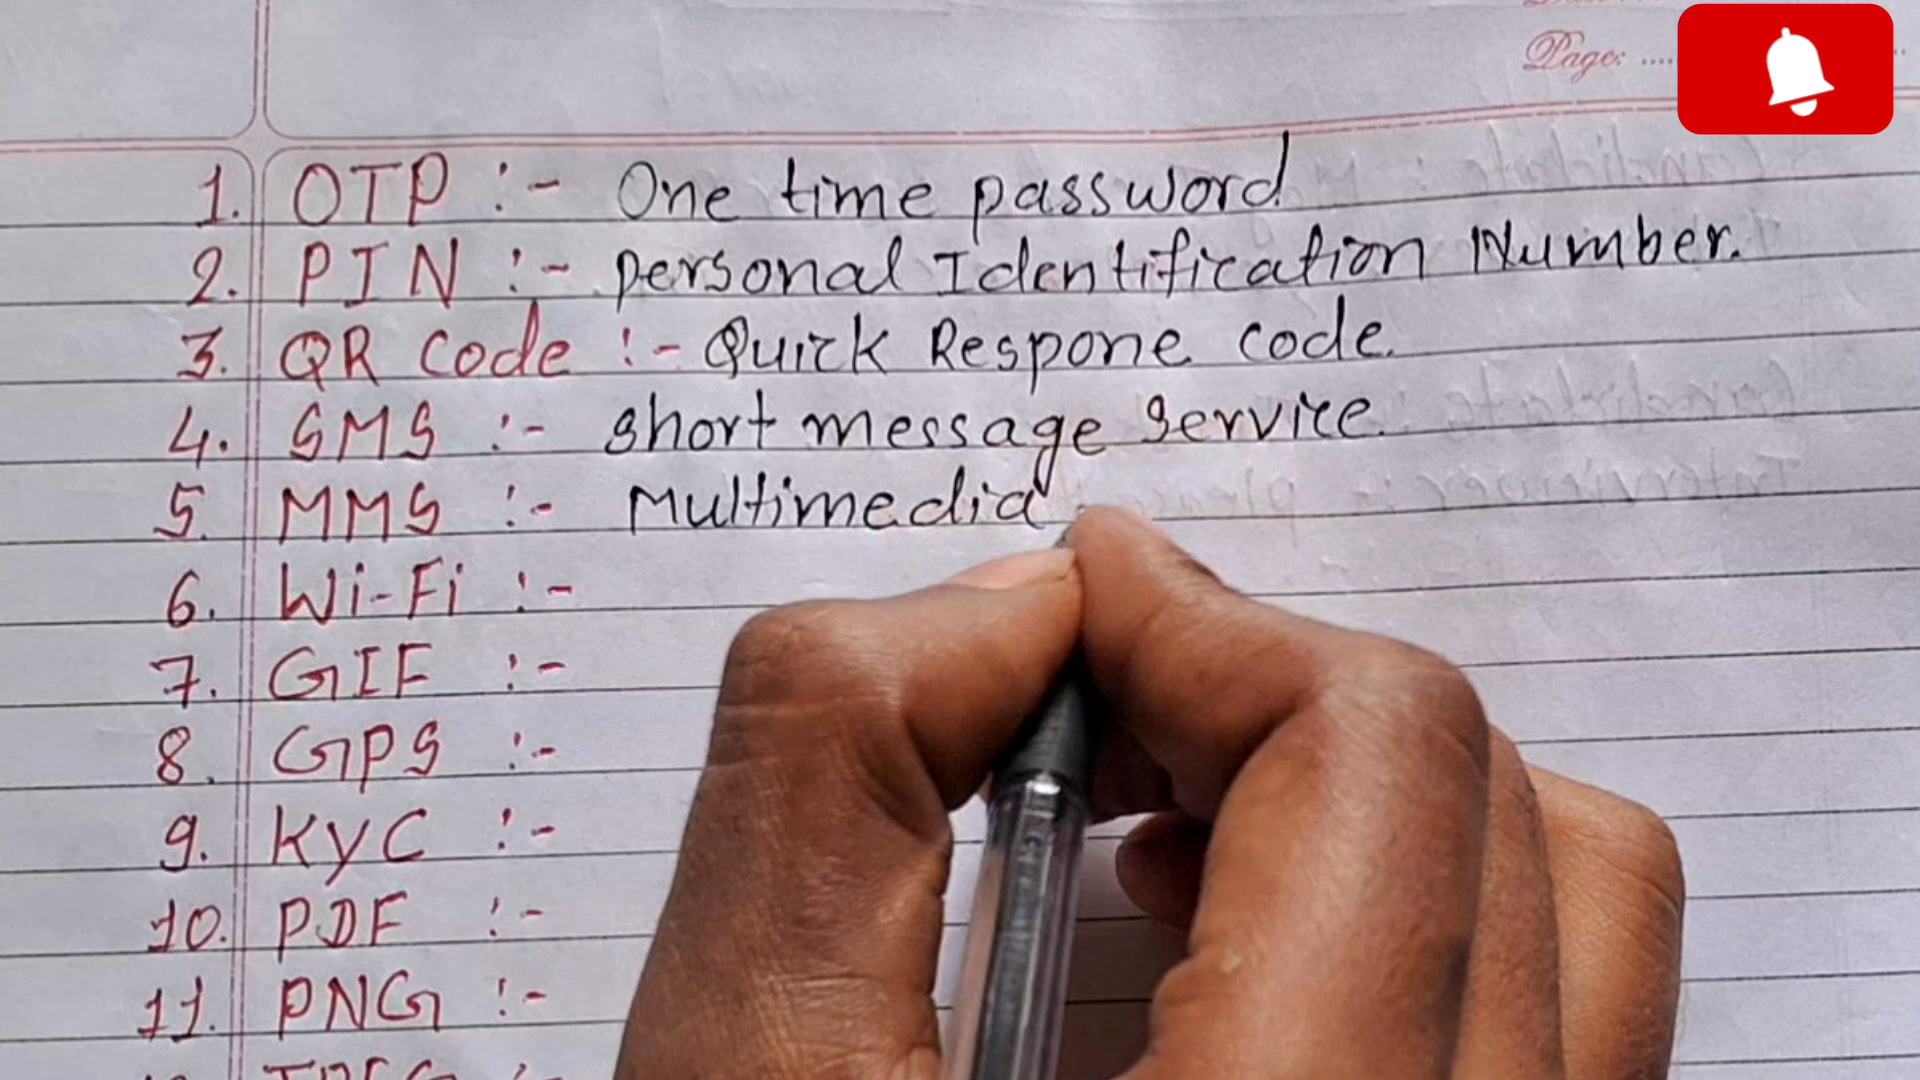 Page: ....
1. OTP :- One time password
2. PIN :- personal Identification Number.
3. QR Code :- Quick Respone code.
4. SMS :- short message service.
5. MMS :- Multimedia
6. Wi-Fi :-
7. GIF :-
8. GPS :-
9. KYC :-
10. PDF :-
11. PNG :-